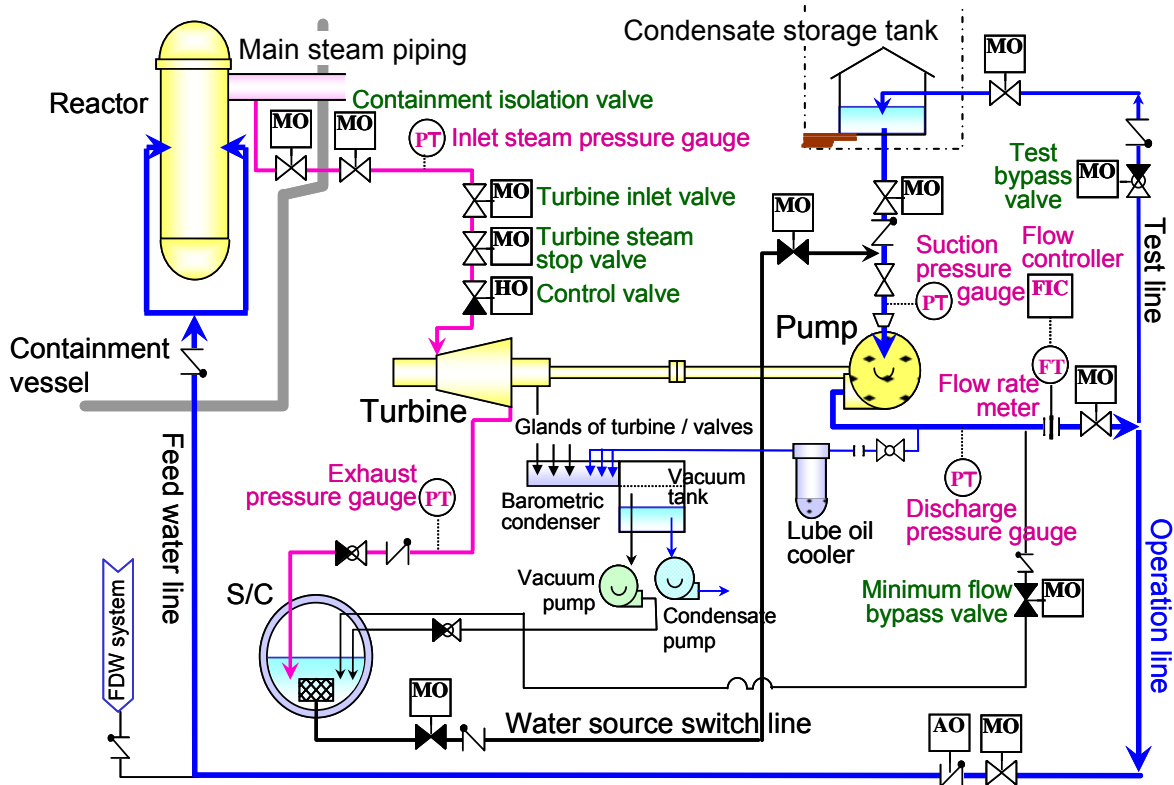 Condensate storage tank
MO
Main steam piping
Reactor
Containment isolation valve
MO
MO
PT
Inlet steam pressure gauge
MO
Turbine inlet valve
MO
Turbine steam
stop valve
HO
Control valve
MO
MO
Test
bypass
valve
MO
Suction
pressure
gauge
PT
Flow
controller
FIC
Test line
Pump
Containment
vessel
Turbine
Flow rate
meter
FT
MO
Glands of turbine / valves
Feed water line
Exhaust
pressure gauge
PT
Barometric
condenser
Vacuum
tank
Lube oil
cooler
PT
Discharge
pressure gauge
Operation line
S/C
Vacuum
pump
Condensate
pump
Minimum flow
bypass valve
MO
FDW system
MO
Water source switch line
AO
MO